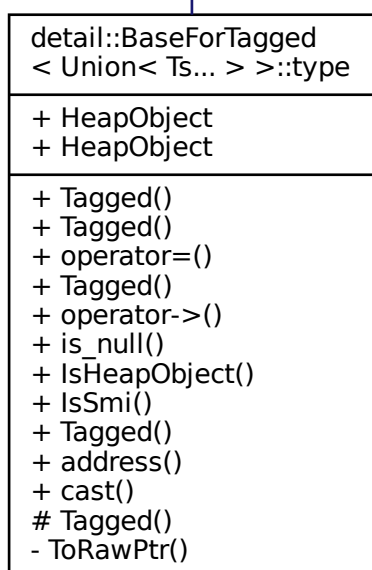 detail::BaseForTagged
< Union< Ts... > >::type
+ HeapObject
+ HeapObject
+ Tagged()
+ Tagged()
+ operator=()
+ Tagged()
+ operator->()
+ is_null()
+ IsHeapObject()
+ IsSmi()
+ Tagged()
+ address()
+ cast()
# Tagged()
- ToRawPtr()